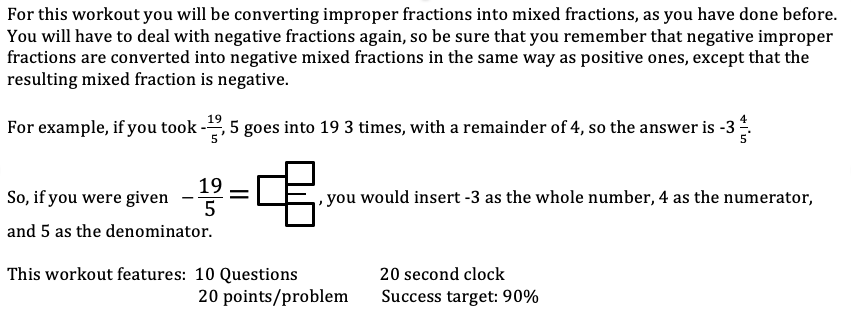 For this workout you will be converting improper fractions into mixed fractions, as you have done before.
You will have to deal with negative fractions again, so be sure that you remember that negative improper
fractions are converted into negative mixed fractions in the same way as positive ones, except that the
resulting mixed fraction is negative.
For example, if you took -19/5, 5 goes into 19 3 times, with a remainder of 4, so the answer is -3 4/5.
So, if you were given -19/5 = , you would insert -3 as the whole number, 4 as the numerator,
and 5 as the denominator.
This workout features: 10 Questions 20 second clock
20 points/problem Success target: 90%